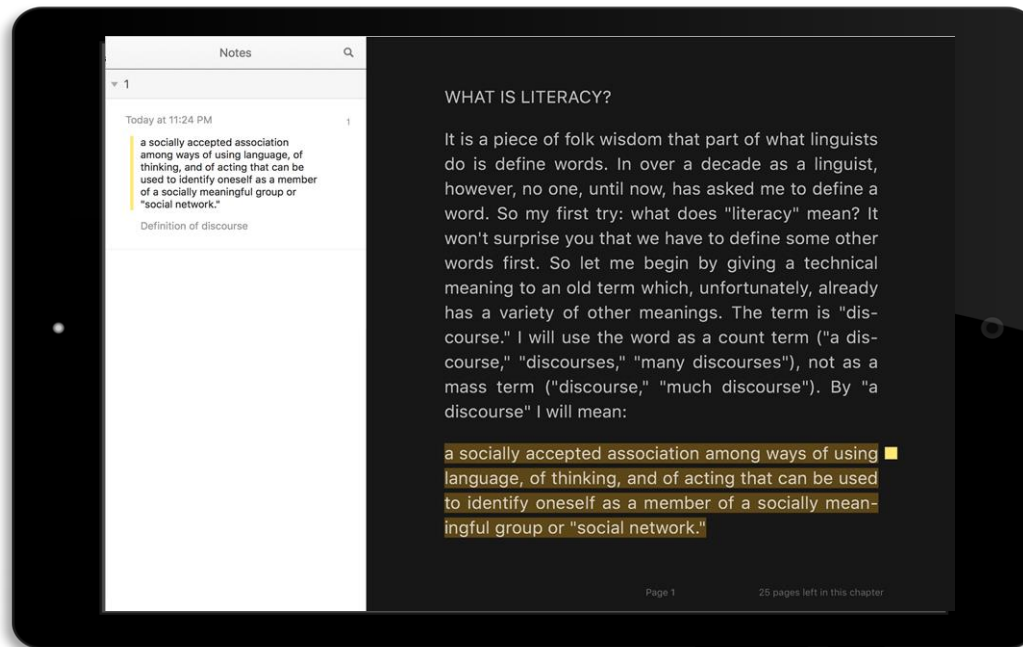 Notes
1
Today at 11:24 PM
1
a socially accepted association
among ways of using language, of
thinking, and of acting that can be
used to identify oneself as a member
of a socially meaningful group or
"social network."
Definition of discourse
WHAT IS LITERACY?
It is a piece of folk wisdom that part of what linguists
do is define words. In over a decade as a linguist,
however, no one, until now, has asked me to define a
word. So my first try: what does "literacy" mean? It
won't surprise you that we have to define some other
words first. So let me begin by giving a technical
meaning to an old term which, unfortunately, already
has a variety of other meanings. The term is "dis-
course." I will use the word as a count term ("a dis-
course," "discourses," "many discourses"), not as a
mass term ("discourse," "much discourse"). By "a
discourse" I will mean:
a socially accepted association among ways of using
language, of thinking, and of acting that can be used
to identify oneself as a member of a socially mean-
ingful group or "social network."
Page 1
25 pages left in this chapter